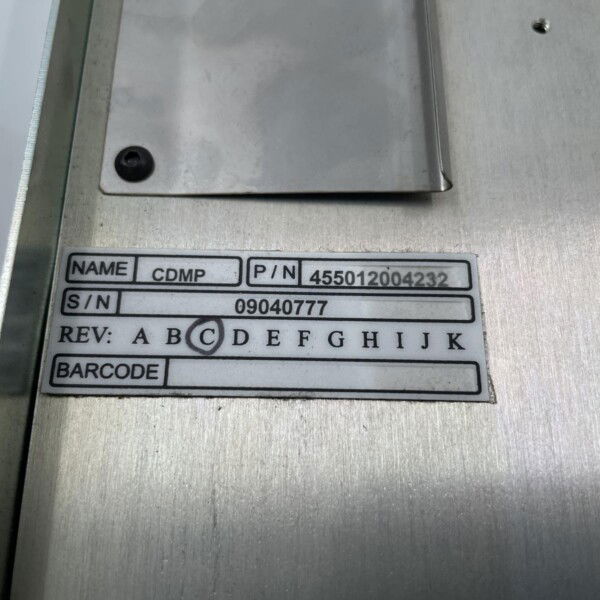 NAME CDMP P/N 455012004232
S/N 09040777
REV: A B C D E F G H I J K
BARCODE